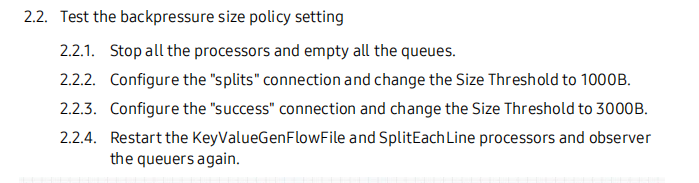 2.2. Test the backpressure size policy setting
2.2.1. Stop all the processors and empty all the queues.
2.2.2. Configure the "splits" connection and change the Size Threshold to 1000B.
2.2.3. Configure the "success" connection and change the Size Threshold to 3000B.
2.2.4. Restart the KeyValueGenFlowFile and SplitEachLine processors and observer
the queuers again.